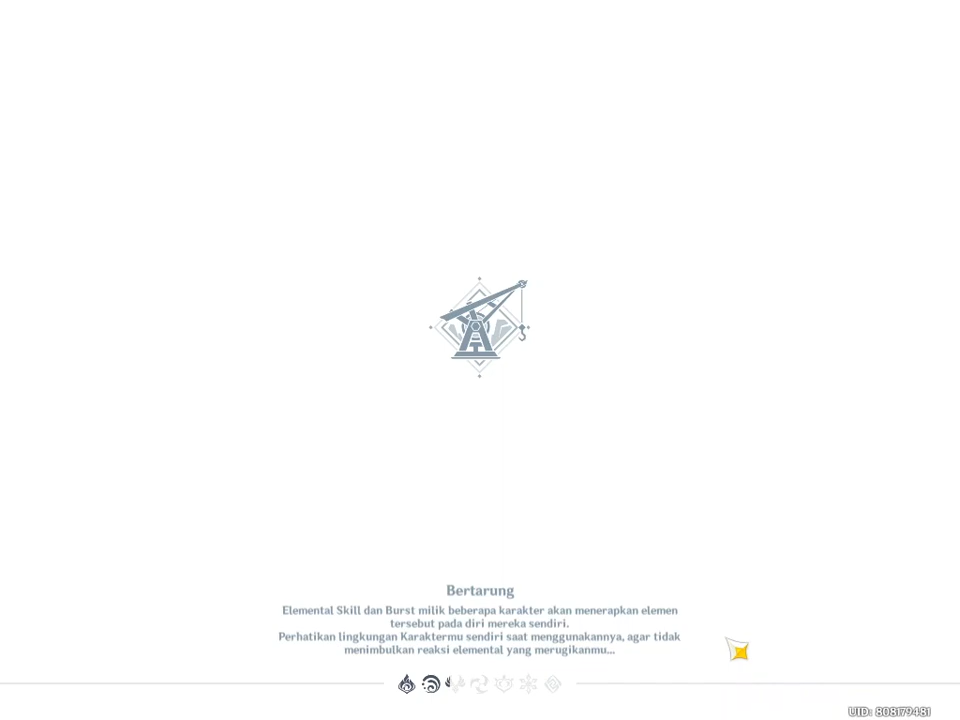 Bertarung
Elemental Skill dan Burst milik beberapa karakter akan menerapkan elemen
tersebut pada diri mereka sendiri.
Perhatikan lingkungan Karaktermu sendiri saat menggunakannya, agar tidak
menimbulkan reaksi elemental yang merugikanmu...
UID: 808179481